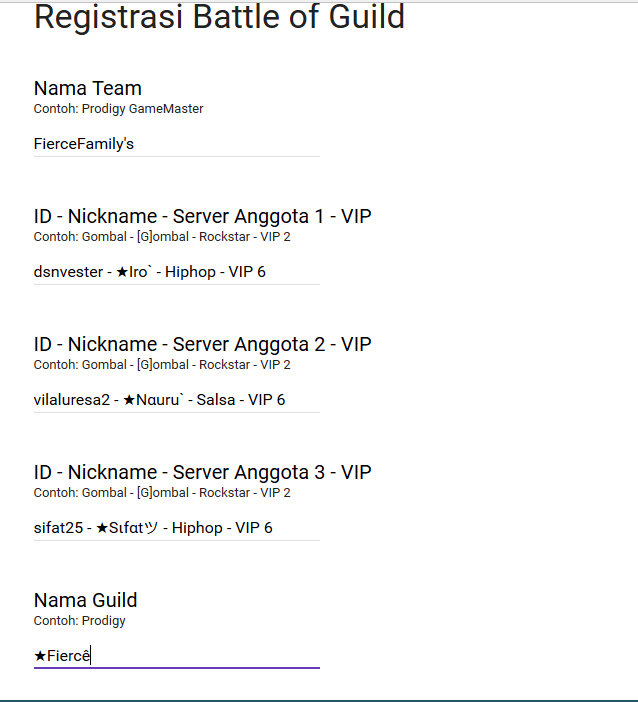 Registrasi Battle of Guild
Nama Team
Contoh: Prodigy GameMaster
FierceFamily's
ID - Nickname - Server Anggota 1 - VIP
Contoh: Gombal - [G]ombal - Rockstar - VIP 2
dsnvester - ★Iro` - Hiphop - VIP 6
ID - Nickname - Server Anggota 2 - VIP
Contoh: Gombal - [G]ombal - Rockstar - VIP 2
vilaluresa2 - ★Nαuru` - Salsa - VIP 6
ID - Nickname - Server Anggota 3 - VIP
Contoh: Gombal - [G]ombal - Rockstar - VIP 2
sifat25 - ★Sιfαtツ - Hiphop - VIP 6
Nama Guild
Contoh: Prodigy
★Fiercê